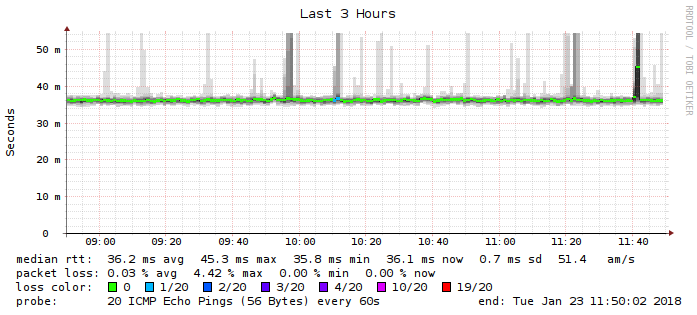 Last 3 Hours
RRDTOOL / TOBI OETIKER
Seconds
50 m
40 m
30 m
20 m
10 m
0
09:00 09:20 09:40 10:00 10:20 10:40 11:00 11:20 11:40
median rtt: 36.2 ms avg 45.3 ms max 35.8 ms min 36.1 ms now 0.7 ms sd 51.4 am/s
packet loss: 0.03 % avg 4.42 % max 0.00 % min 0.00 % now
loss color: 0 1/20 2/20 3/20 4/20 10/20 19/20
probe: 20 ICMP Echo Pings (56 Bytes) every 60s end: Tue Jan 23 11:50:02 2018